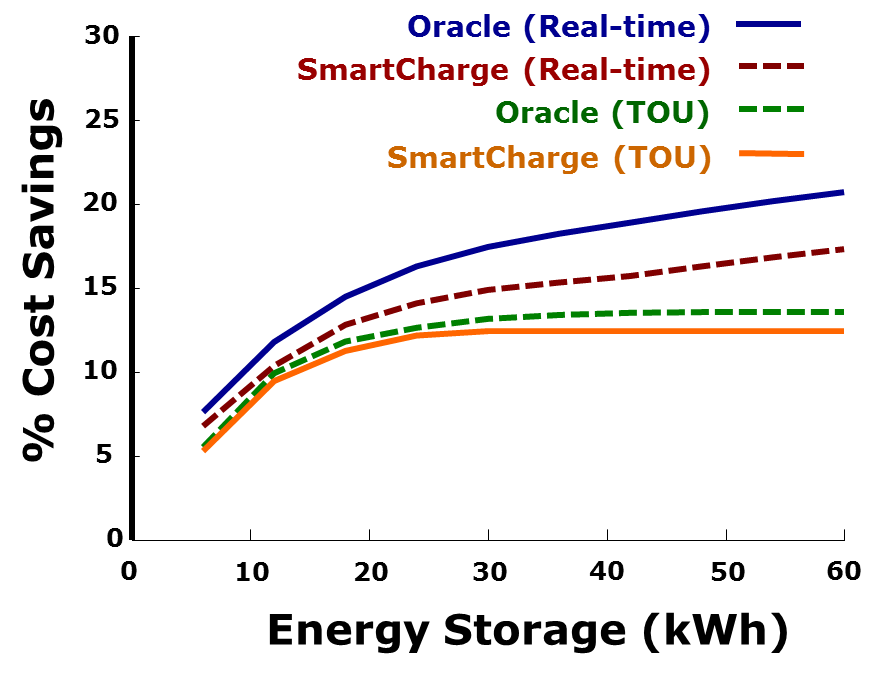 Oracle (Real-time)
SmartCharge (Real-time)
Oracle (TOU)
SmartCharge (TOU)
% Cost Savings
30
25
20
15
10
5
0
0 10 20 30 40 50 60
Energy Storage (kWh)